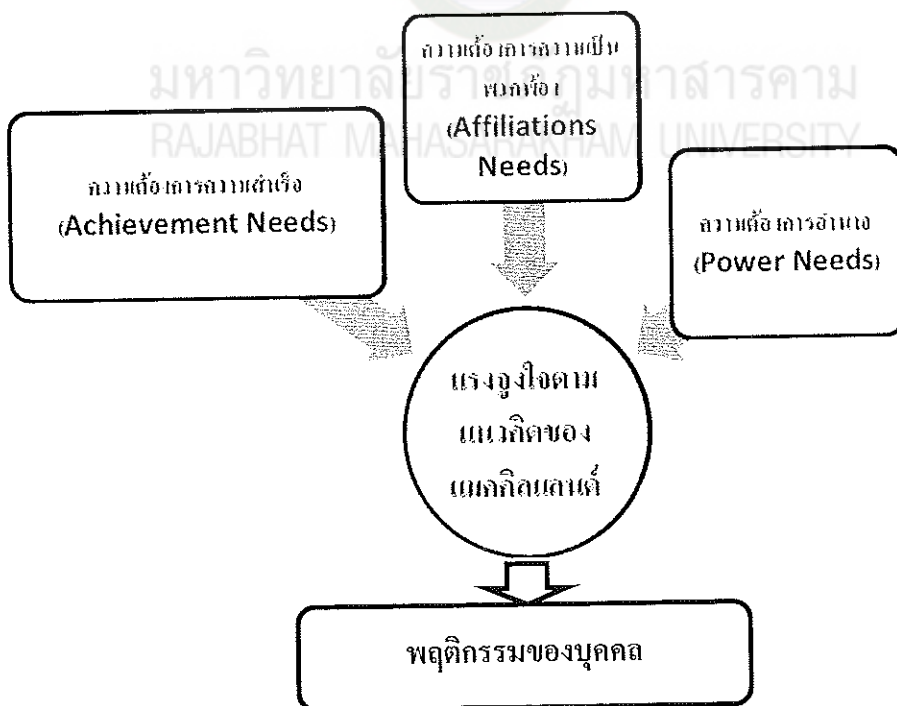 มหาวิทยาลัยราชภัฏมหาสารคาม
RAJABHAT MAHASARAKHAM UNIVERSITY
ความต้องการความเป็น
พวกพ้อง
(Affiliations
Needs)
ความต้องการความสำเร็จ
(Achievement Needs)
ความต้องการอำนาจ
(Power Needs)
แรงจูงใจตาม
แนวคิดของ
แมคคิลแลนด์
พฤติกรรมของบุคคล